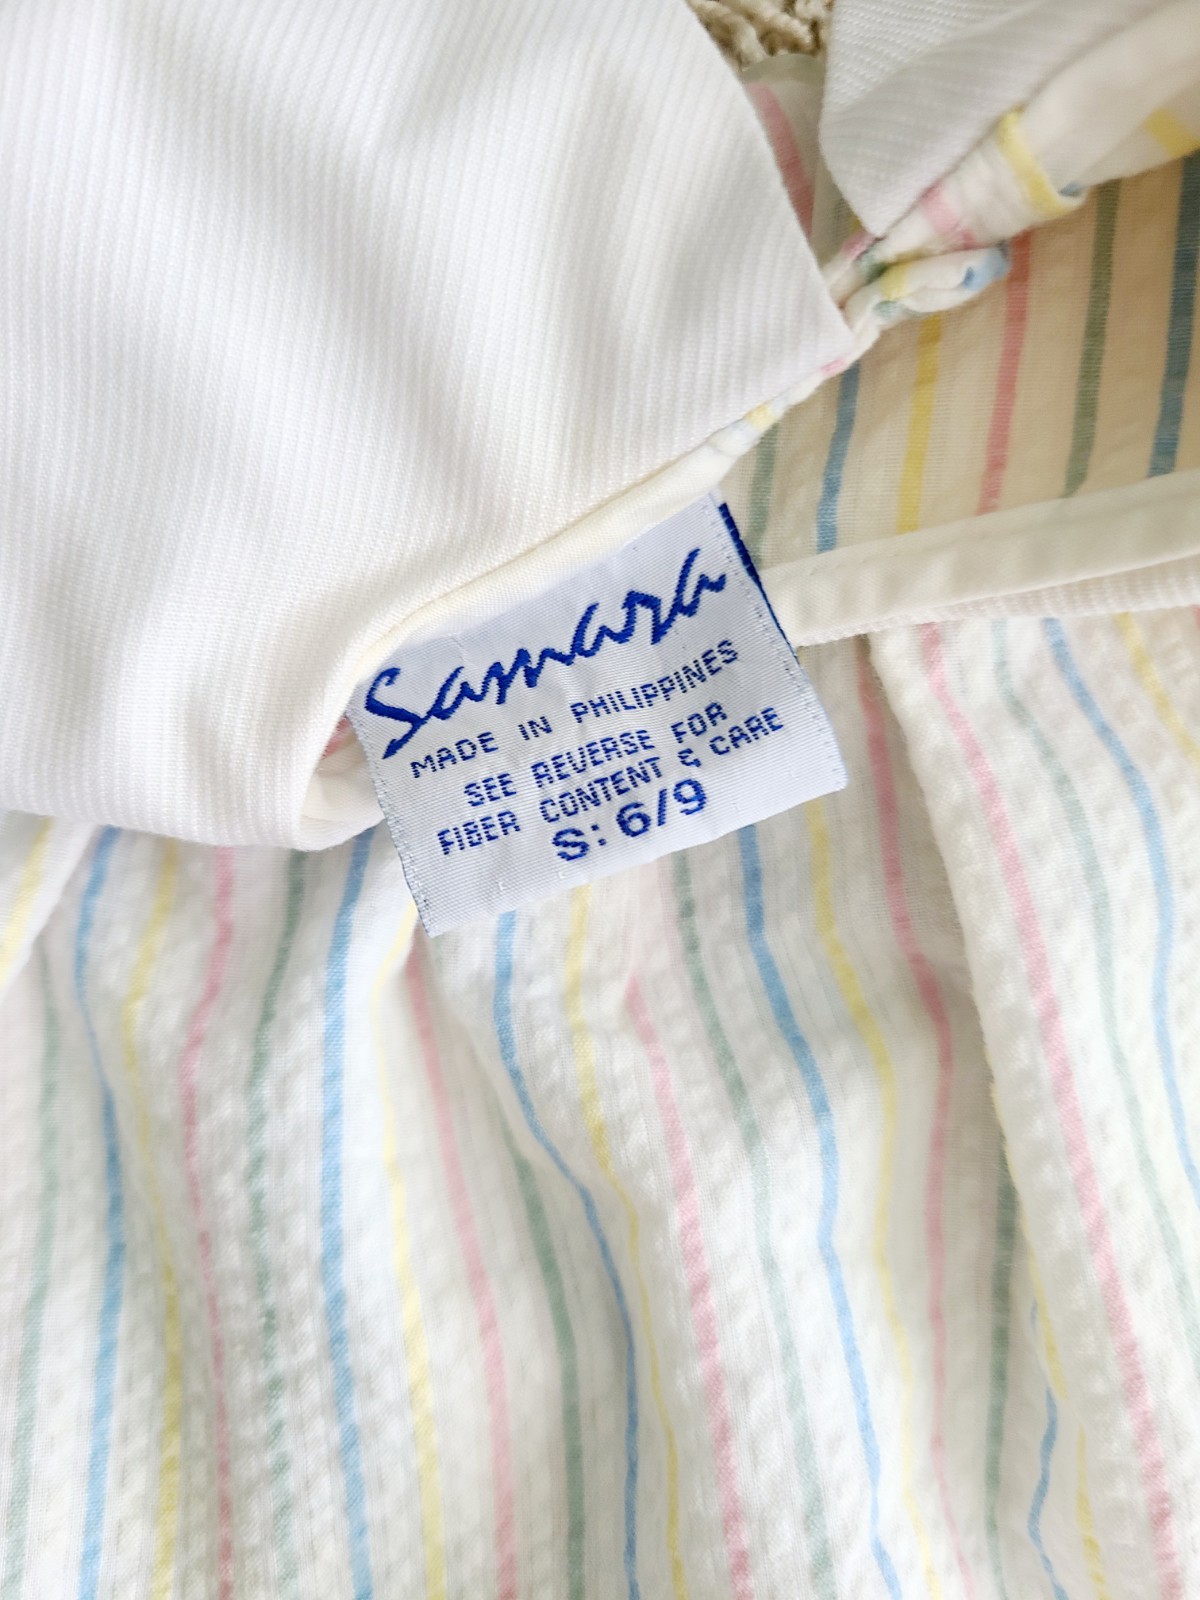 Samara
MADE IN PHILIPPINES
SEE REVERSE FOR
FIBER CONTENT & CARE
S: 6/9